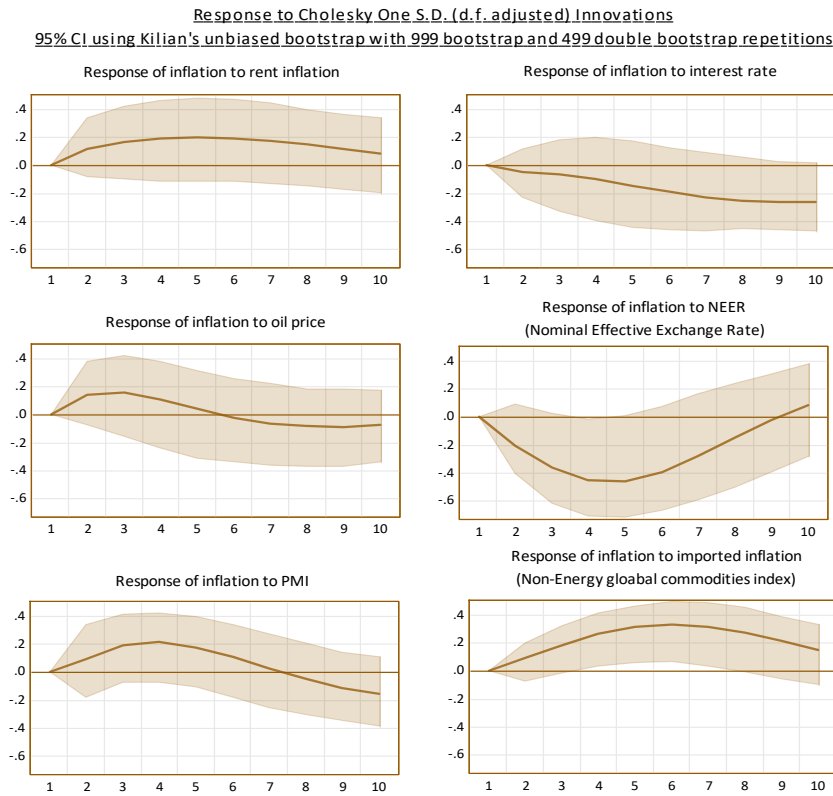 Response to Cholesky One S.D. (d.f. adjusted) Innovations
95% CI using Kilian's unbiased bootstrap with 999 bootstrap and 499 double bootstrap repetitions
Response of inflation to rent inflation
.4
.2
.0
-.2
-.4
-.6
1 2 3 4 5 6 7 8 9 10
Response of inflation to interest rate
.4
.2
.0
-.2
-.4
-.6
1 2 3 4 5 6 7 8 9 10
Response of inflation to oil price
.4
.2
.0
-.2
-.4
-.6
1 2 3 4 5 6 7 8 9 10
Response of inflation to NEER
(Nominal Effective Exchange Rate)
.4
.2
.0
-.2
-.4
-.6
1 2 3 4 5 6 7 8 9 10
Response of inflation to PMI
.4
.2
.0
-.2
-.4
-.6
1 2 3 4 5 6 7 8 9 10
Response of inflation to imported inflation
(Non-Energy gloabal commodities index)
.4
.2
.0
-.2
-.4
-.6
1 2 3 4 5 6 7 8 9 10